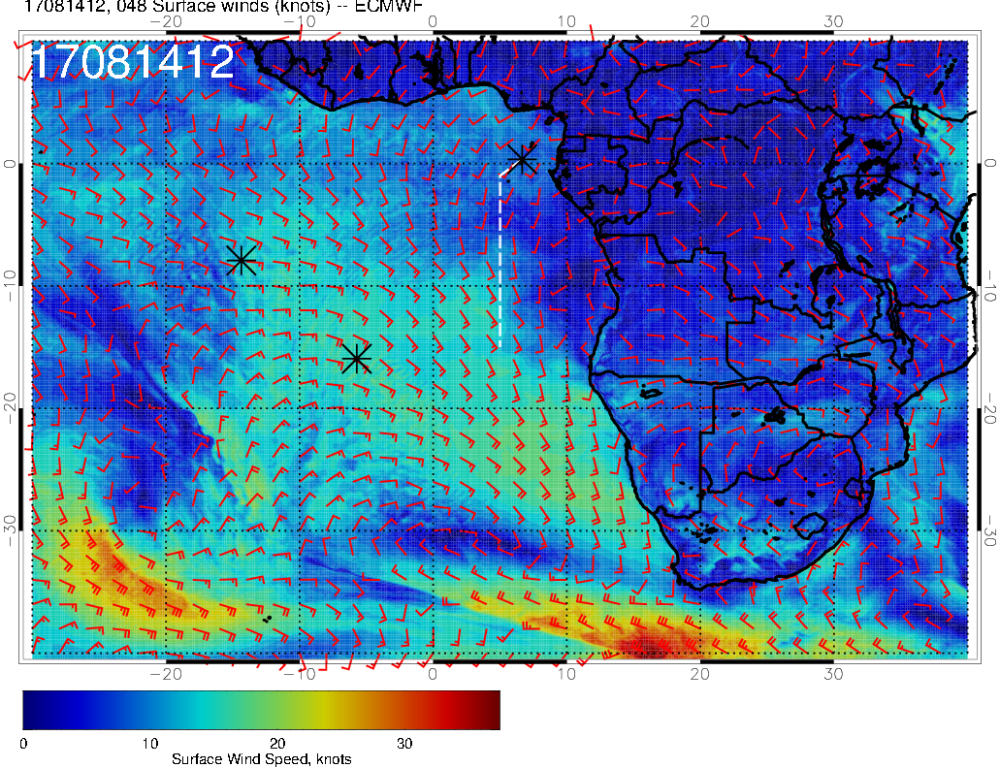 17081412, 048 Surface winds (knots) -- ECMWF
−20 −10 0 10 20 30
17081412
0 0
−10 −10
−20 −20
−30 −30
−20 −10 0 10 20 30
0 10 20 30
Surface Wind Speed, knots